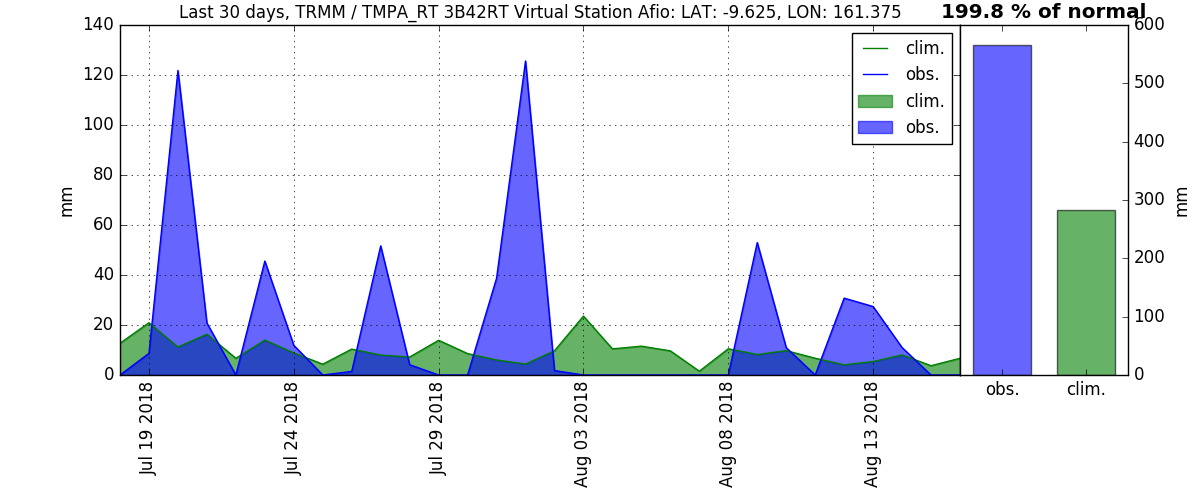 Last 30 days, TRMM / TMPA_RT 3B42RT Virtual Station Afio: LAT: -9.625, LON: 161.375
199.8 % of normal
140
120
100
80
60
40
20
0
mm
clim.
obs.
clim.
obs.
Jul 19 2018
Jul 24 2018
Jul 29 2018
Aug 03 2018
Aug 08 2018
Aug 13 2018
600
500
400
300
200
100
0
mm
obs.
clim.